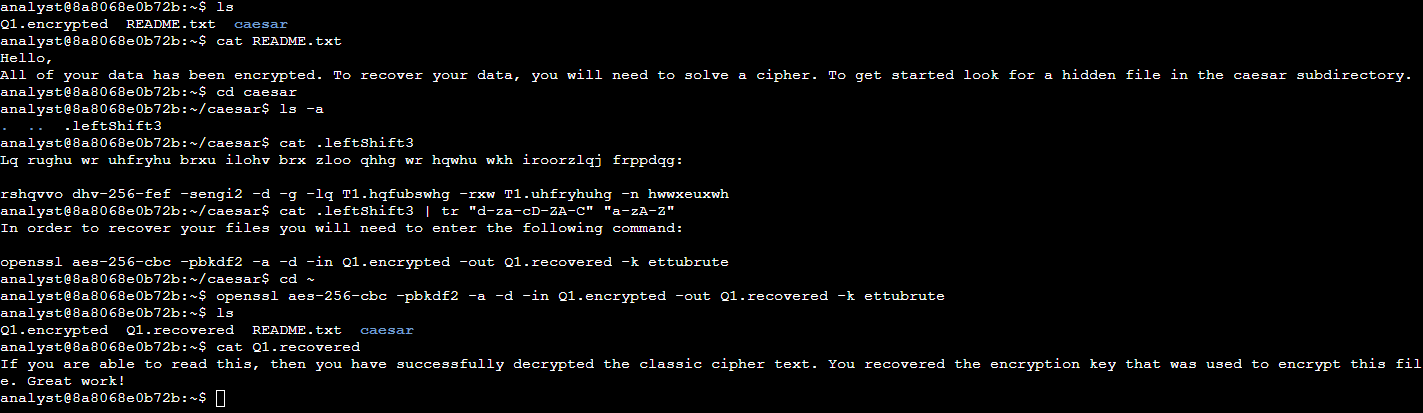 analyst@8a8068e0b72b:~$ ls
Q1.encrypted  README.txt  caesar
analyst@8a8068e0b72b:~$ cat README.txt
Hello,
All of your data has been encrypted. To recover your data, you will need to solve a cipher. To get started look for a hidden file in the caesar subdirectory.
analyst@8a8068e0b72b:~$ cd caesar
analyst@8a8068e0b72b:~/caesar$ ls -a
.  ..  .leftShift3
analyst@8a8068e0b72b:~/caesar$ cat .leftShift3
Lq rughu wr uhfryhu brxu ilohv brx zloo qhhg wr hqwhu wkh iroorzlqj frppdqg:
rshqvvo dhv-256-fef -sengi2 -d -g -lq T1.hqfubswhg -rxw T1.uhfryhuhg -n hwwxeuxwh
analyst@8a8068e0b72b:~/caesar$ cat .leftShift3 | tr "d-za-cD-ZA-C" "a-zA-Z"
In order to recover your files you will need to enter the following command:
openssl aes-256-cbc -pbkdf2 -a -d -in Q1.encrypted -out Q1.recovered -k ettubrute
analyst@8a8068e0b72b:~/caesar$ cd ~
analyst@8a8068e0b72b:~$ openssl aes-256-cbc -pbkdf2 -a -d -in Q1.encrypted -out Q1.recovered -k ettubrute
analyst@8a8068e0b72b:~$ ls
Q1.encrypted  Q1.recovered  README.txt  caesar
analyst@8a8068e0b72b:~$ cat Q1.recovered
If you are able to read this, then you have successfully decrypted the classic cipher text. You recovered the encryption key that was used to encrypt this fil
e. Great work!
analyst@8a8068e0b72b:~$